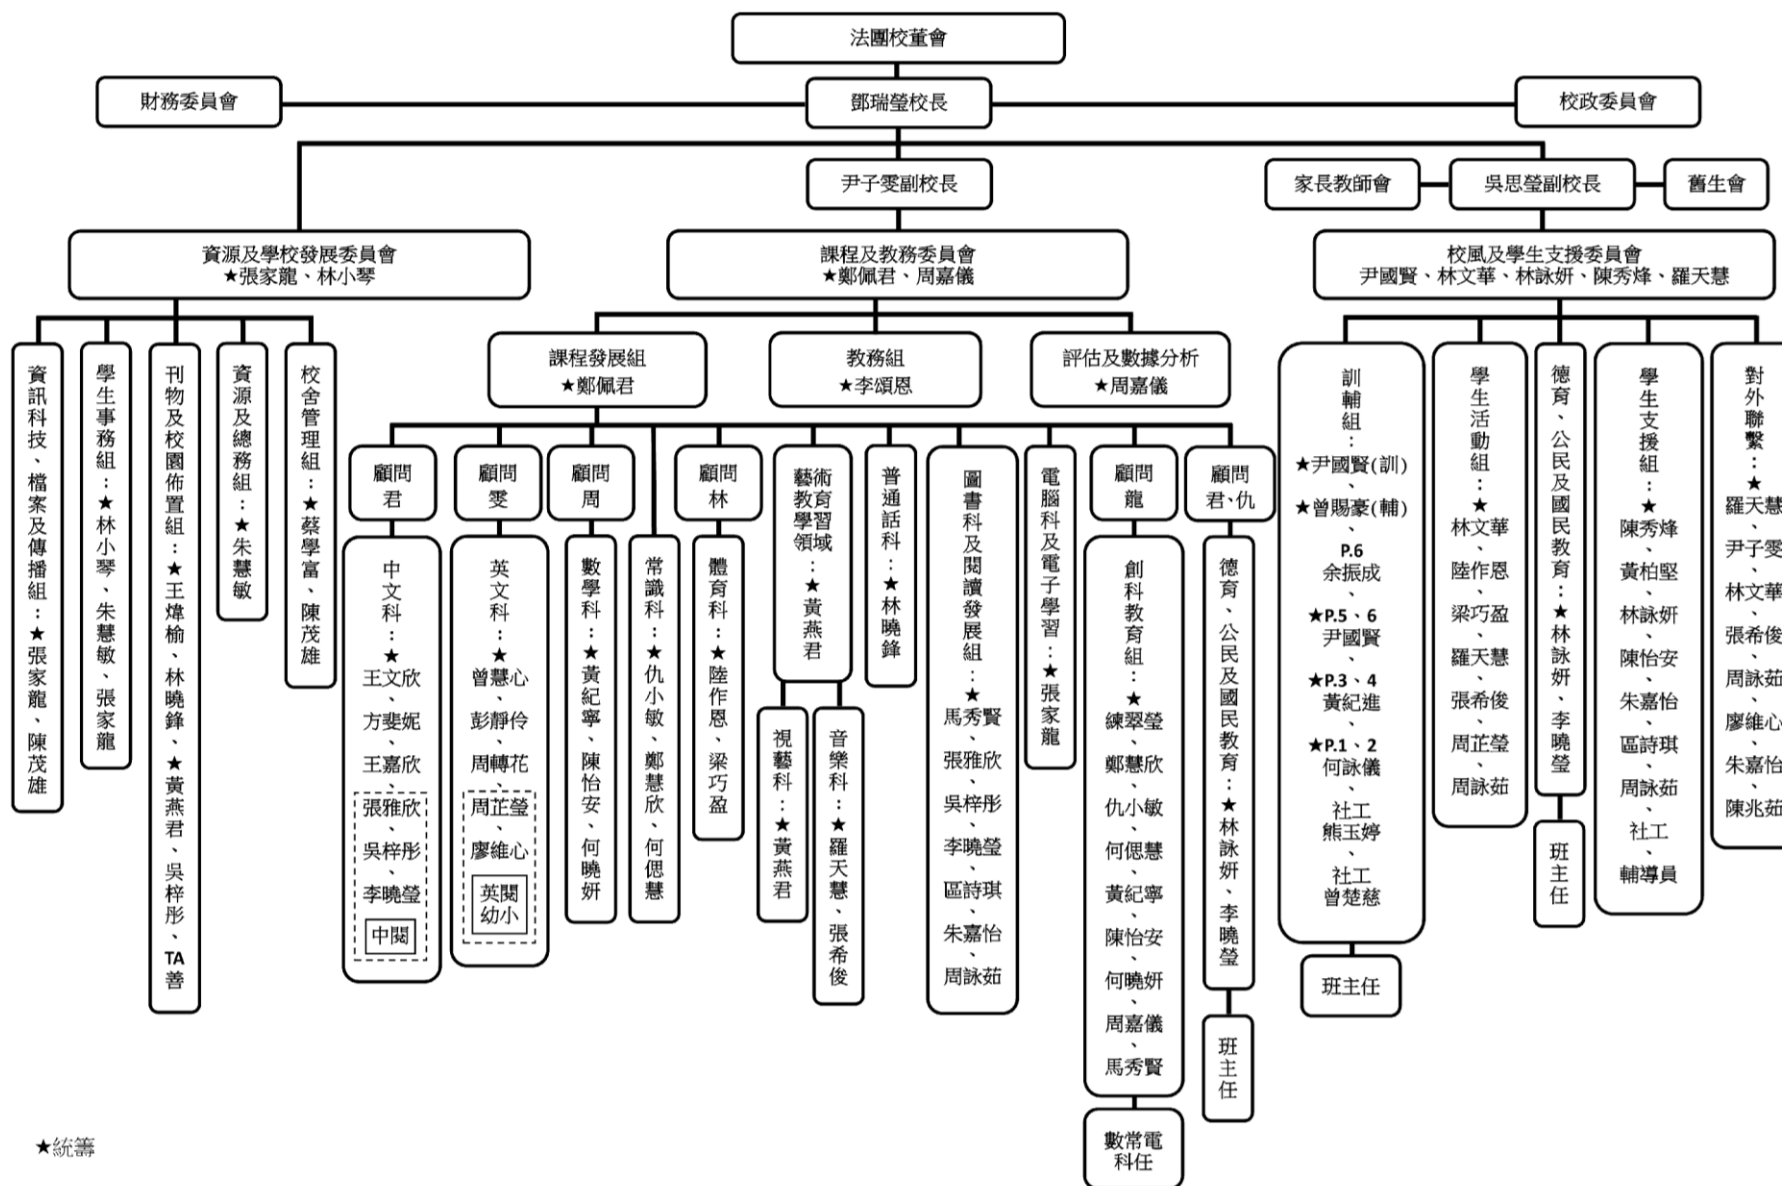 法團校董會
財務委員會
鄧瑞瑩校長
校政委員會
尹子雯副校長
家長教師會
吳思瑩副校長
舊生會
資源及學校發展委員會
★張家龍、林小琴
課程及教務委員會
★鄭佩君、周嘉儀
校風及學生支援委員會
尹國賢、林文華、林詠妍、陳秀烽、羅天慧
資訊科技、檔案及傳播組：★張家龍、陳茂雄
學生事務組：★林小琴、朱慧敏、張家龍
刊物及校園佈置組：★王煒榆、林曉鋒、★黃燕君、吳梓彤、TA善
資源及總務組：★朱慧敏
校舍管理組：★蔡學富、陳茂雄
課程發展組
★鄭佩君
教務組
★李頌恩
評估及數據分析
★周嘉儀
顧問
君
中文科：★
王文欣、
方斐妮、
王嘉欣、
張雅欣、
吳梓彤、
李曉瑩
中閱
顧問
雯
英文科：★
曾慧心、
彭靜伶、
周轉花、
周芷瑩、
廖維心
英閱
幼小
顧問
周
數學科：★黃紀寧、陳怡安、何曉妍
常識科：★仇小敏、鄭慧欣、何偲慧
顧問
林
體育科：★陸作恩、梁巧盈
藝術教育學習領域：★黃燕君
視藝科：★黃燕君
音樂科：★羅天慧、張希俊
普通話科：★林曉鋒
圖書科及閱讀發展組：★
馬秀賢、
張雅欣、
吳梓彤、
李曉瑩、
區詩琪、
朱嘉怡、
周詠茹
電腦科及電子學習：★張家龍
顧問
龍
創科教育組：★
練翠瑩、
鄭慧欣、
仇小敏、
何偲慧、
黃紀寧、
陳怡安、
何曉妍、
周嘉儀、
馬秀賢
數常電
科任
顧問
君、仇
德育、公民及國民教育：★林詠妍、李曉瑩
班主任
訓輔組：
★尹國賢(訓)、
★曾賜豪(輔)、
P.6
余振成、
★P.5、6
尹國賢、
★P.3、4
黃紀進、
★P.1、2
何詠儀、
社工
熊玉婷、
社工
曾楚慈
班主任
學生活動組：★
林文華、
陸作恩、
梁巧盈、
羅天慧、
張希俊、
周芷瑩、
周詠茹
德育、公民及國民教育：★林詠妍、李曉瑩
班主任
學生支援組：★
陳秀烽、
黃柏堅、
林詠妍、
陳怡安、
朱嘉怡、
區詩琪、
周詠茹、
社工、
輔導員
對外聯繫：★
羅天慧、
尹子雯、
林文華、
張希俊、
周詠茹、
廖維心、
朱嘉怡、
陳兆茹
★統籌